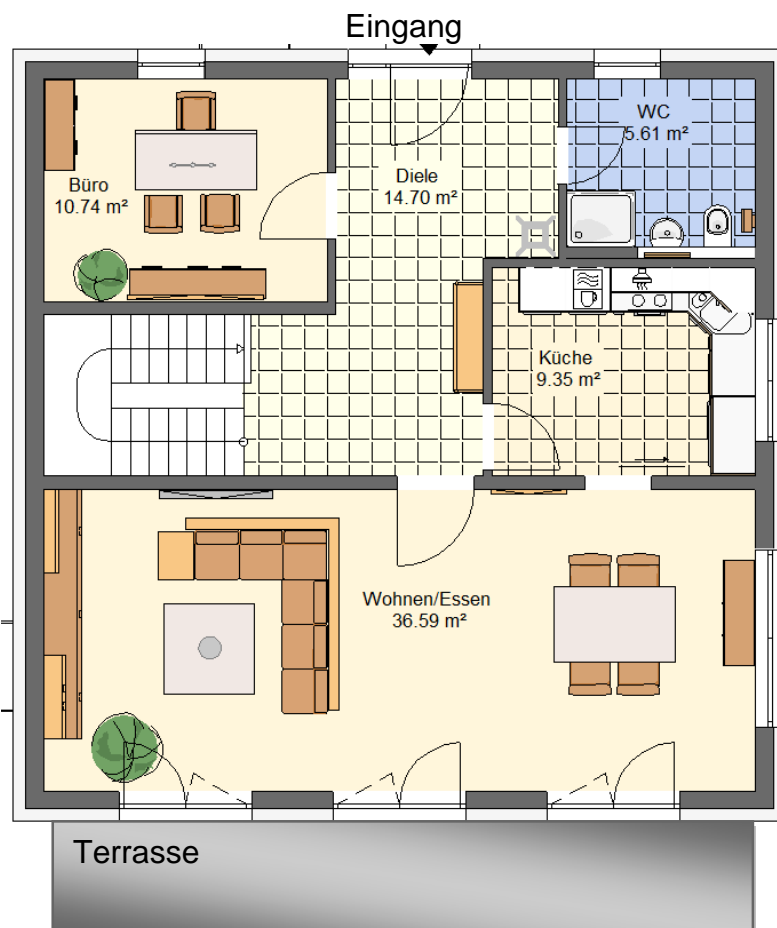 Eingang
WC
5.61 m²
Diele
14.70 m²
Büro
10.74 m²
Küche
9.35 m²
Wohnen/Essen
36.59 m²
Terrasse